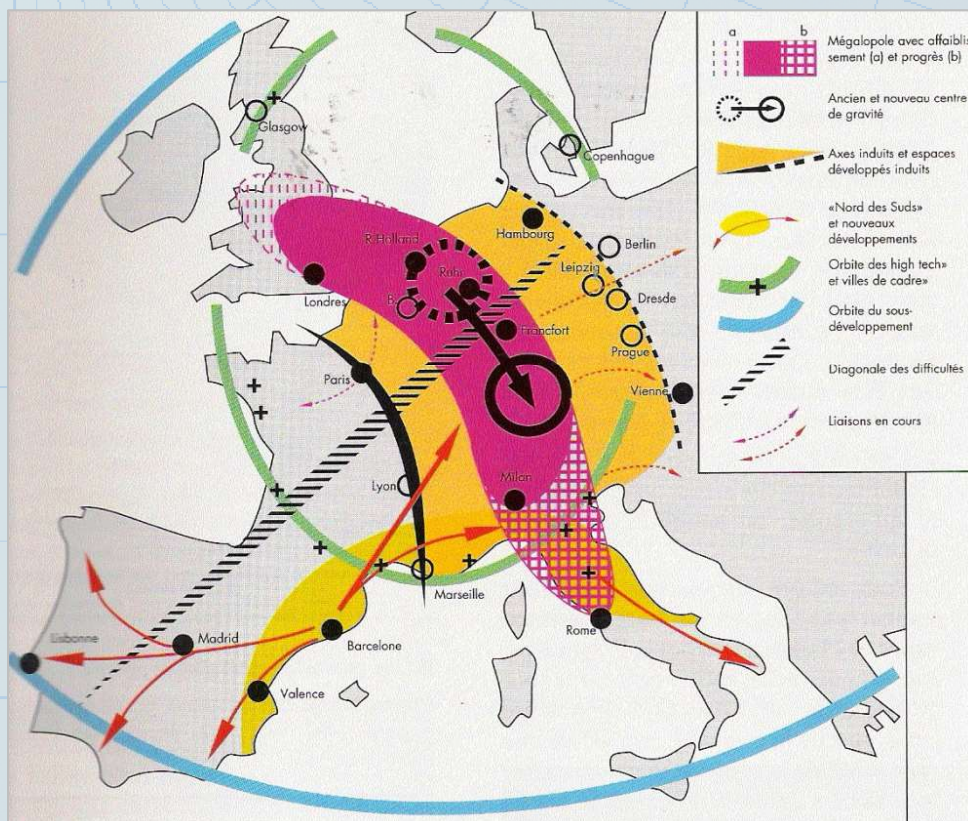 a b
Mégalopole avec affaiblis
sement (a) et progrès (b)
Ancien et nouveau centre
de gravité
Axes induits et espaces
développés induits
«Nord des Suds»
et nouveaux
développements
Orbite des high tech»
et villes de cadre»
Orbite du sous-
développement
Diagonale des difficultés
Liaisons en cours
Glasgow
Copenhague
Hambourg
R.Holland
Berlin
Ruhr
Leipzig
Londres
Dresde
Francfort
Prague
Paris
Vienne
Lyon
Milan
Marseille
Rome
Lisbonne
Madrid
Barcelone
Valence